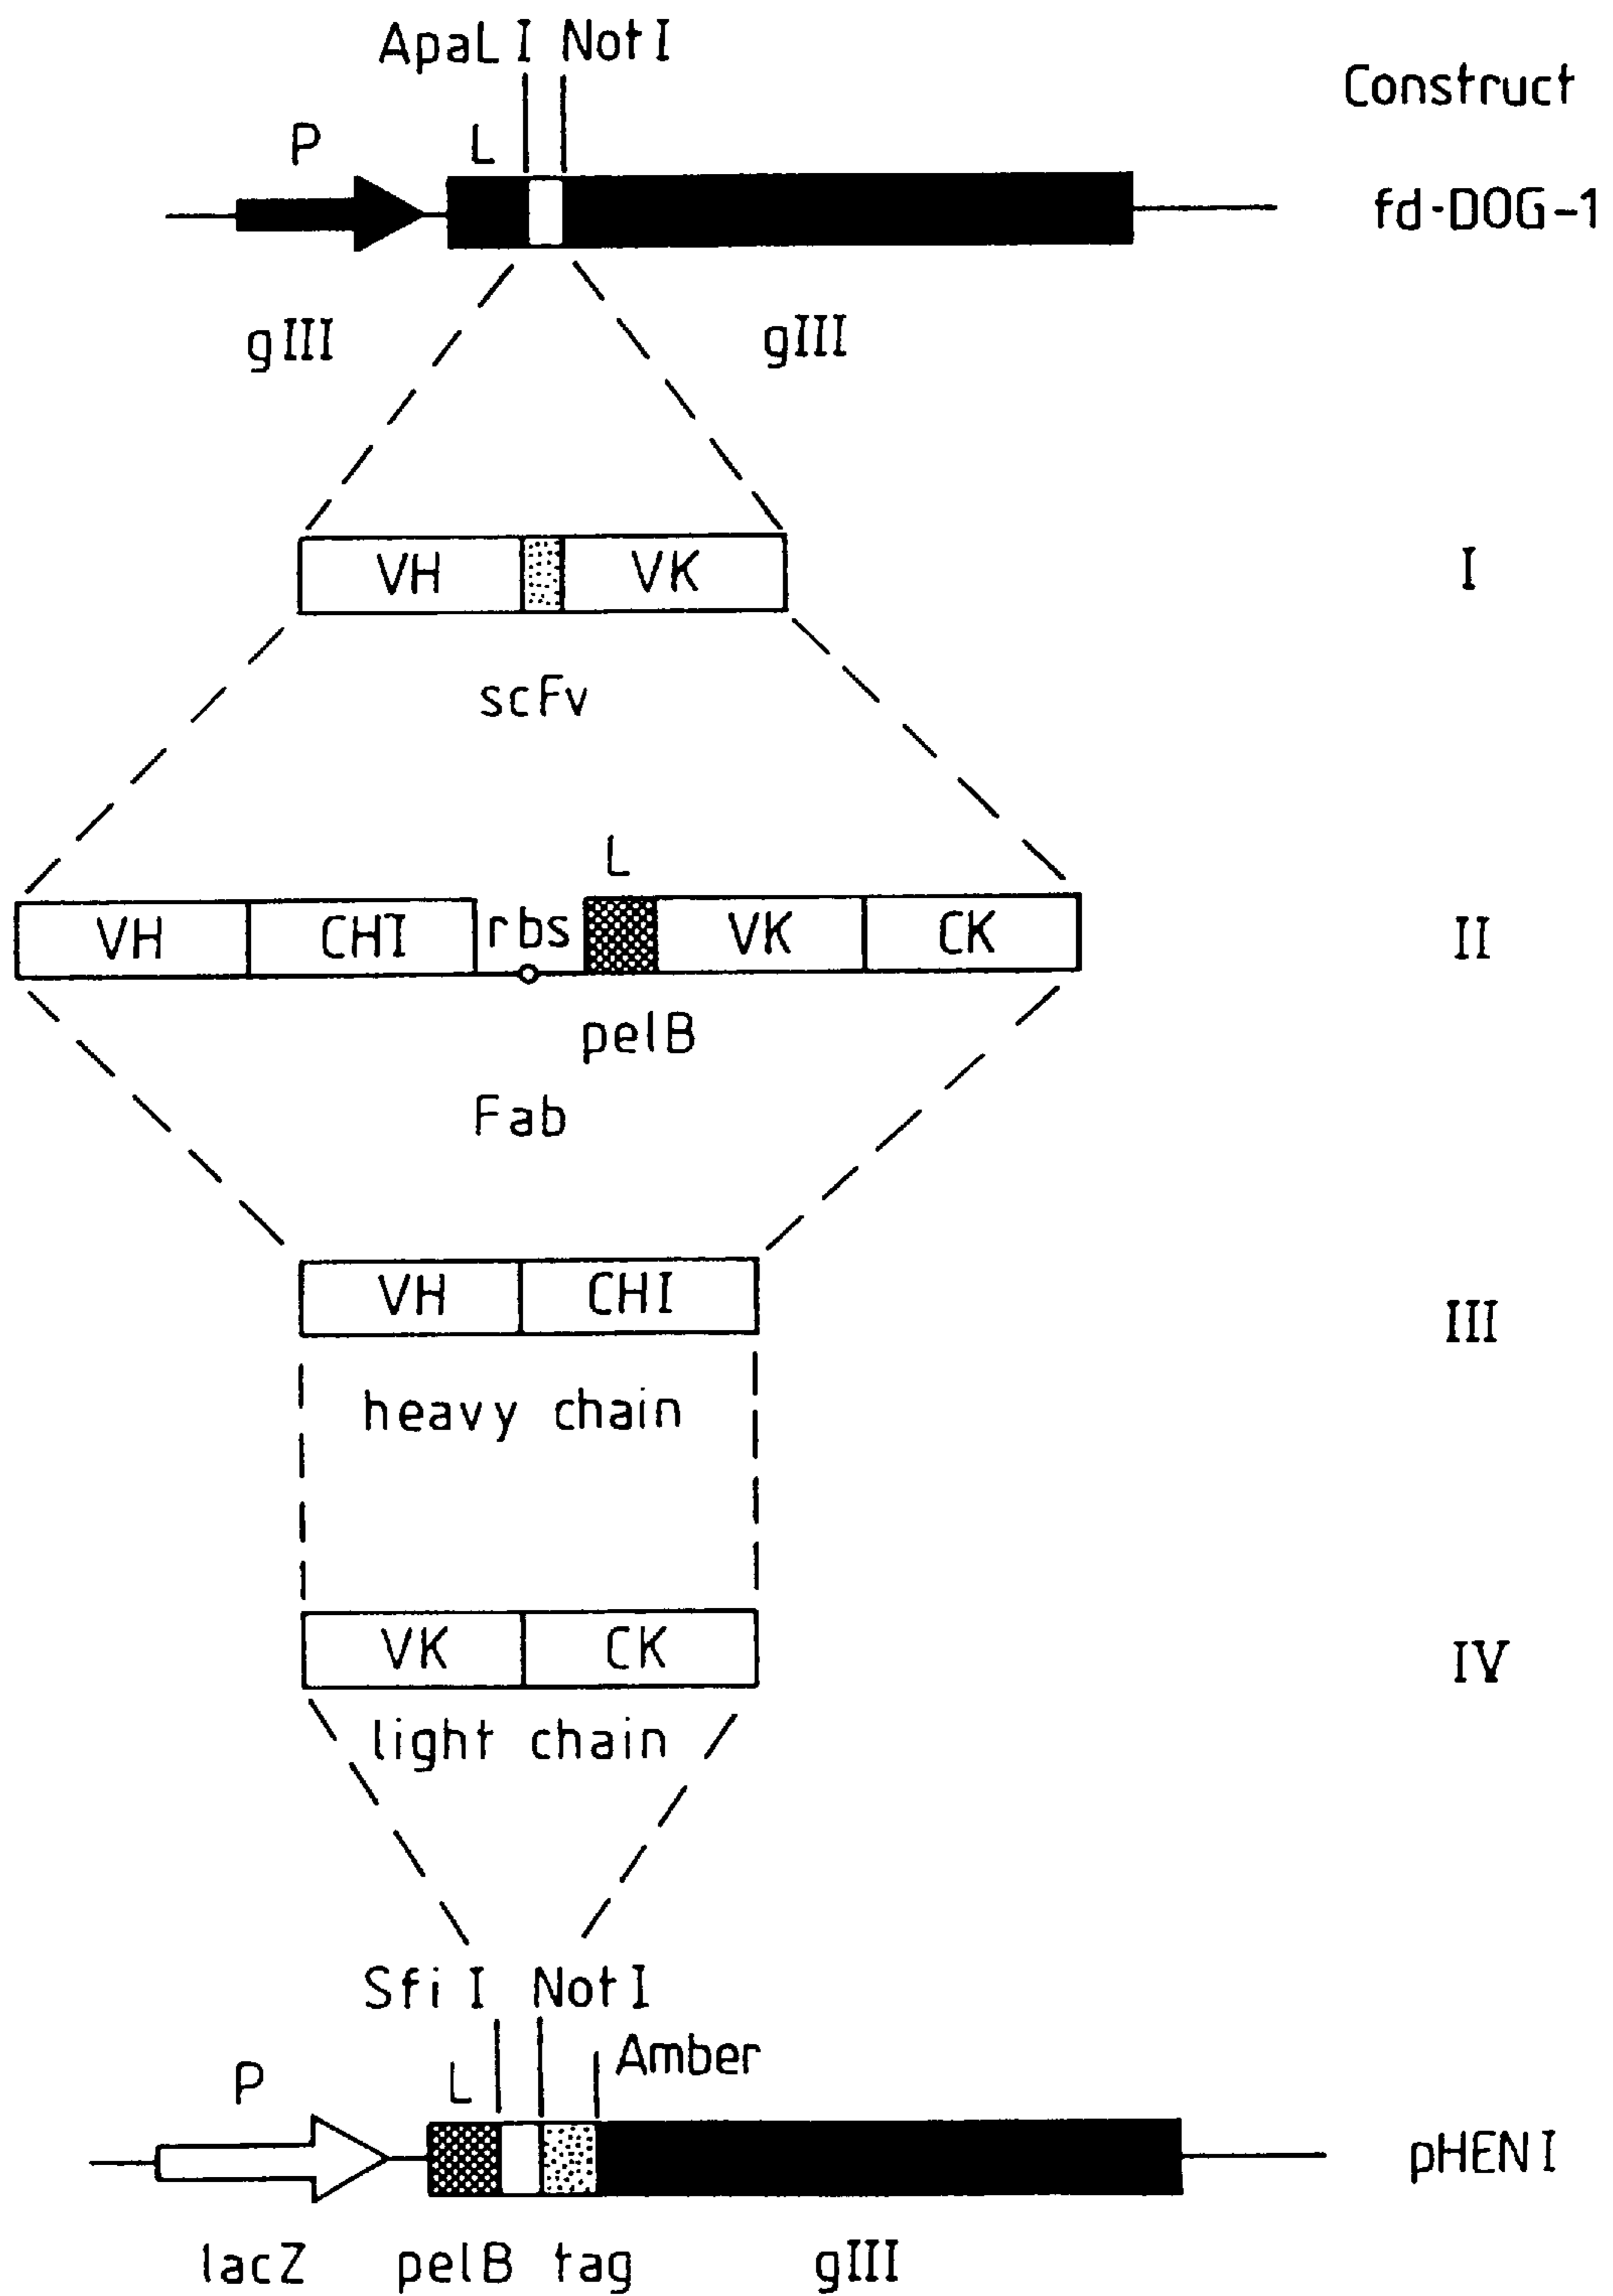 ApaL I Not I
Construct
P L
fd-DOG-1
gIII gIII
VH VK I
scFv
L
VH CHI rbs VK CK II
pelB
Fab
VH CHI III
heavy chain
VK CK IV
light chain
Sfi I Not I
Amber
P L
pHEN I
lacZ pelB tag gIII